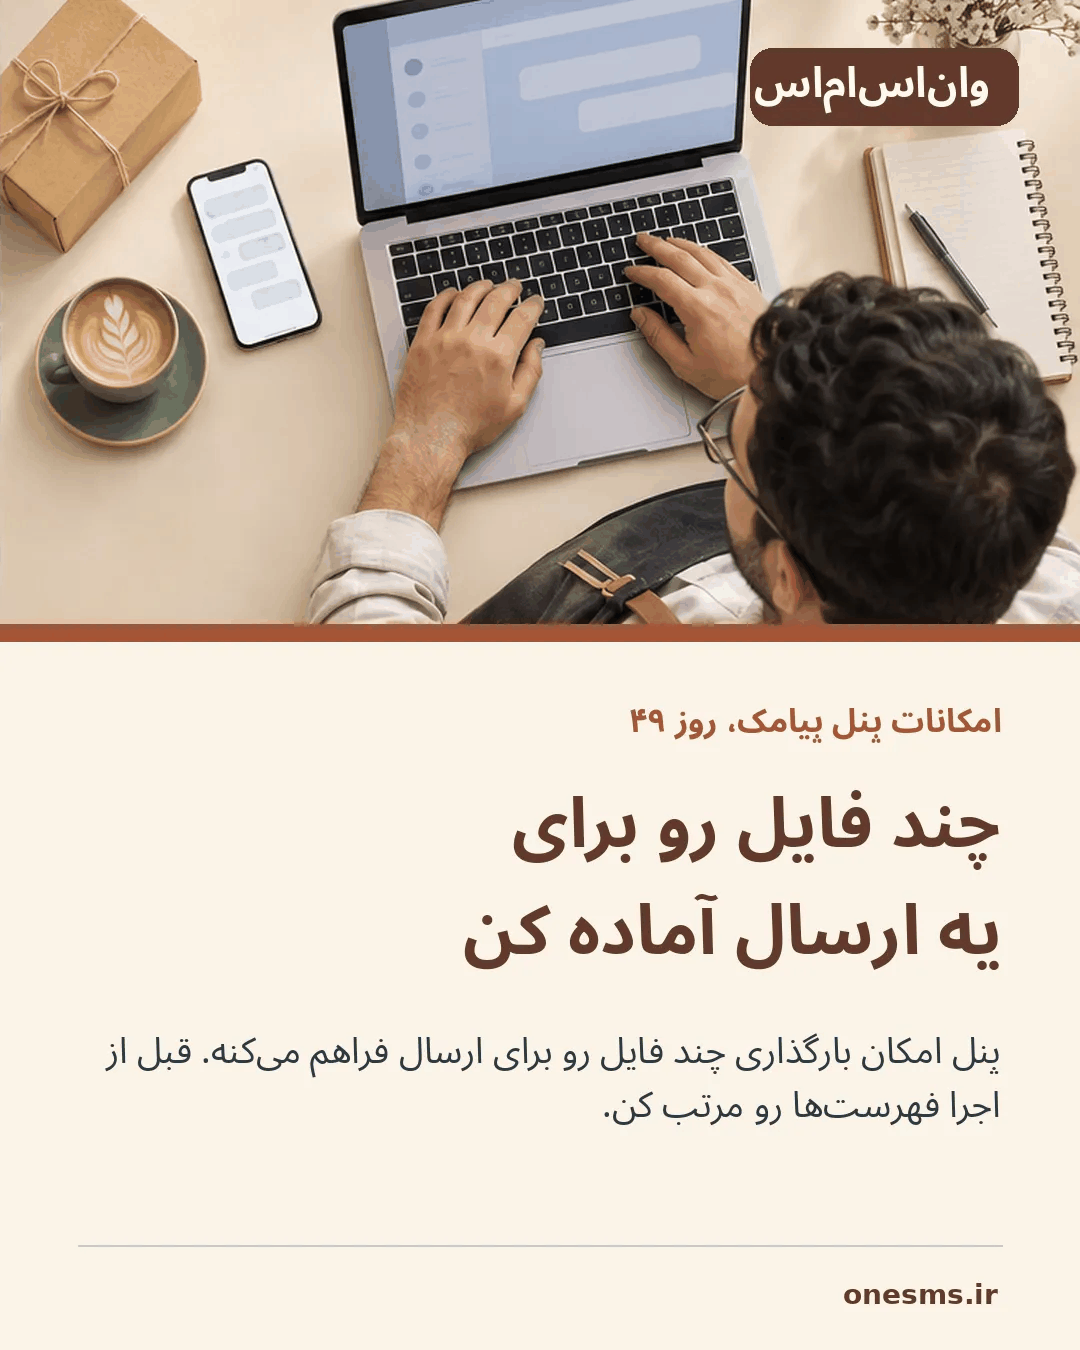 وان‌اس‌ام‌اس
امکانات پنل پیامک، روز ۴۹
چند فایل رو برای
یه ارسال آماده کن
پنل امکان بارگذاری چند فایل رو برای ارسال فراهم می‌کنه. قبل از
اجرا فهرست‌ها رو مرتب کن.
onesms.ir